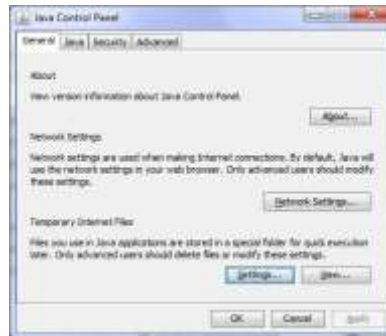 Java Control Panel
General Java Security Advanced
About
View version information about Java Control Panel.
About...
Network Settings
Network settings are used when making Internet connections. By default, Java will
use the network settings in your web browser. Only advanced users should modify
these settings.
Network Settings...
Temporary Internet Files
Files you use in Java applications are stored in a special folder for quick execution
later. Only advanced users should delete files or modify these settings.
Settings... View...
OK Cancel Apply